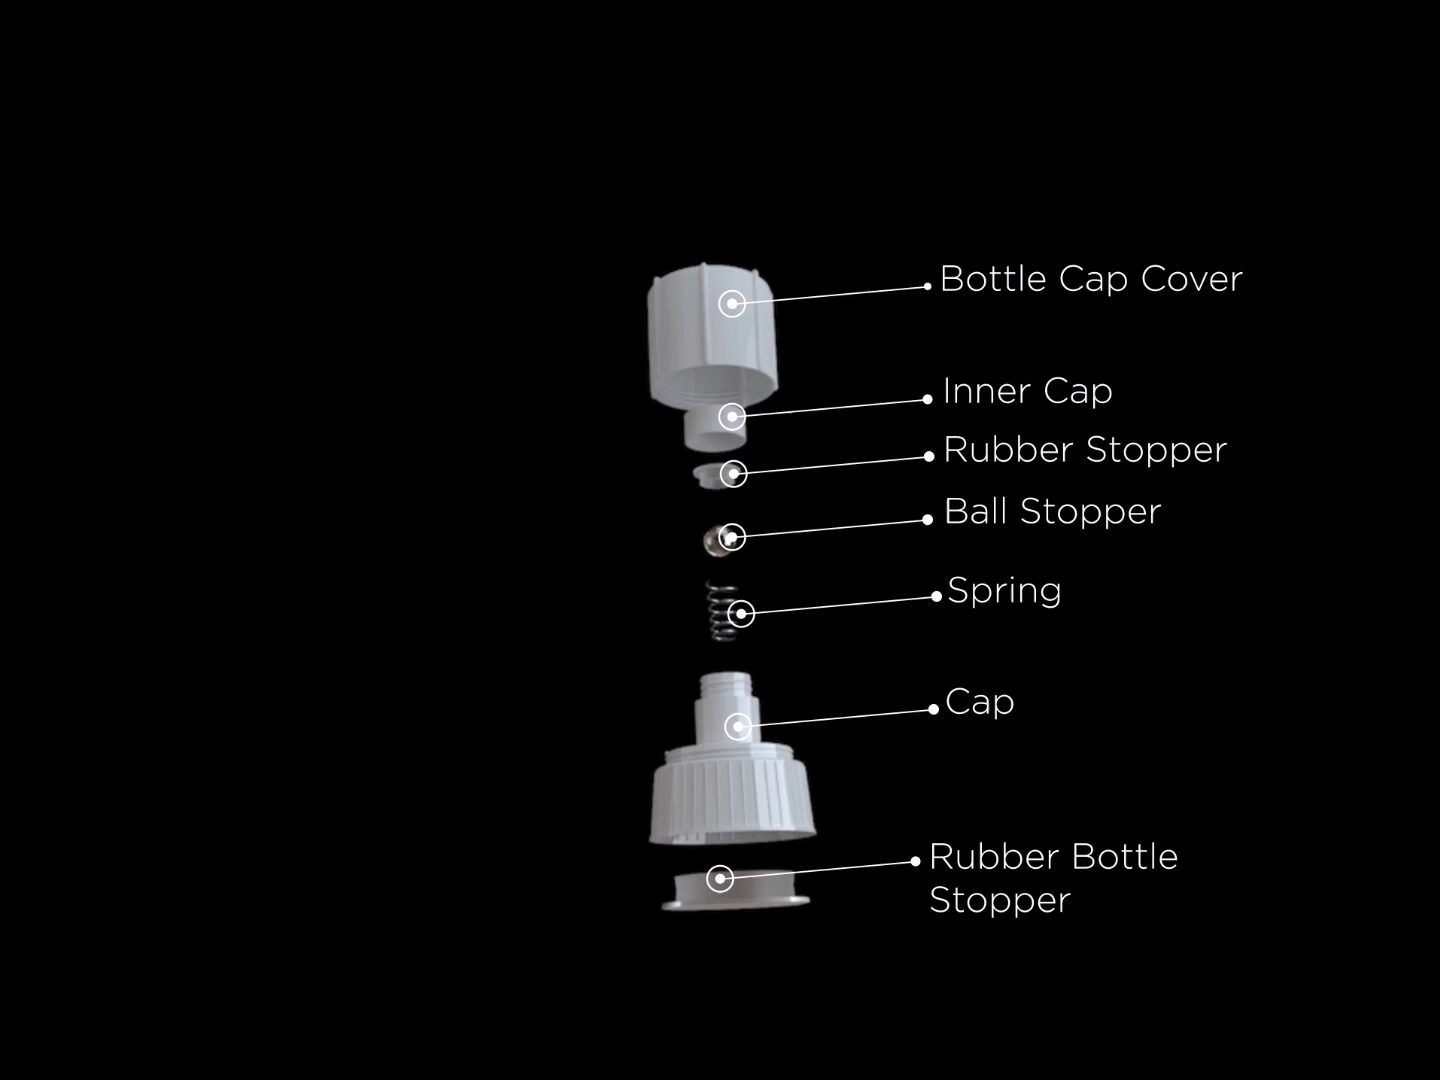 Bottle Cap Cover
Inner Cap
Rubber Stopper
Ball Stopper
Spring
Cap
Rubber Bottle
Stopper